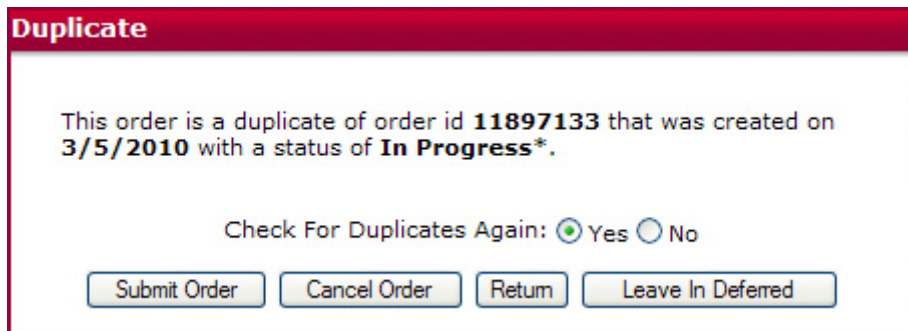 Duplicate
This order is a duplicate of order id 11897133 that was created on
3/5/2010 with a status of In Progress*.
Check For Duplicates Again: Yes No
Submit Order Cancel Order Return Leave In Deferred